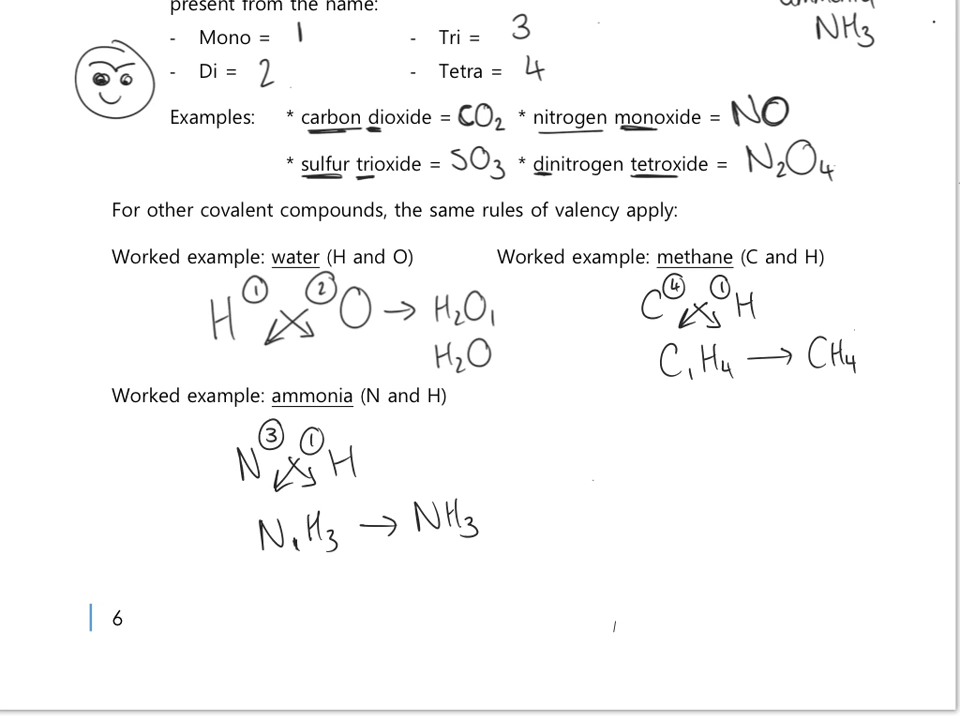 present from the name:
NH₃
- Mono = 1 - Tri = 3
- Di = 2 - Tetra = 4
Examples: * carbon dioxide = CO₂ * nitrogen monoxide = NO
* sulfur trioxide = SO₃ * dinitrogen tetroxide = N₂O₄
For other covalent compounds, the same rules of valency apply:
Worked example: water (H and O) Worked example: methane (C and H)
H ① ② O → H₂O₁
H₂O
C ④ ① H
C₁H₄ → CH₄
Worked example: ammonia (N and H)
N ③ ① H
N₁H₃ → NH₃
6